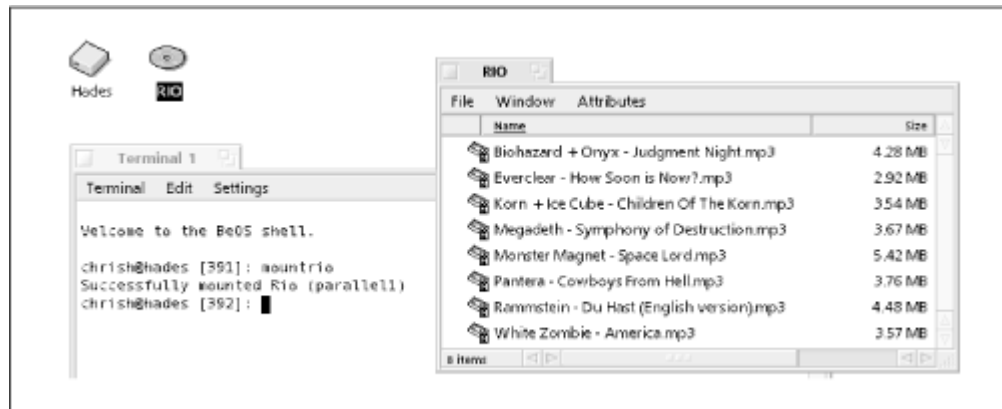 Hades
RIO
Terminal 1
Terminal Edit Settings
Welcome to the BeOS shell.
chrish@hades [391]: mountrio
Successfully mounted Rio (parallel1)
chrish@hades [392]:
RIO
File Window Attributes
Name Size
Biohazard + Onyx - Judgment Night.mp3 4.28 MB
Everclear - How Soon is Now?.mp3 2.92 MB
Korn + Ice Cube - Children Of The Korn.mp3 3.54 MB
Megadeth - Symphony of Destruction.mp3 3.67 MB
Monster Magnet - Space Lord.mp3 5.42 MB
Pantera - Cowboys From Hell.mp3 3.76 MB
Rammstein - Du Hast (English version).mp3 4.48 MB
White Zombie - America.mp3 3.57 MB
8 items